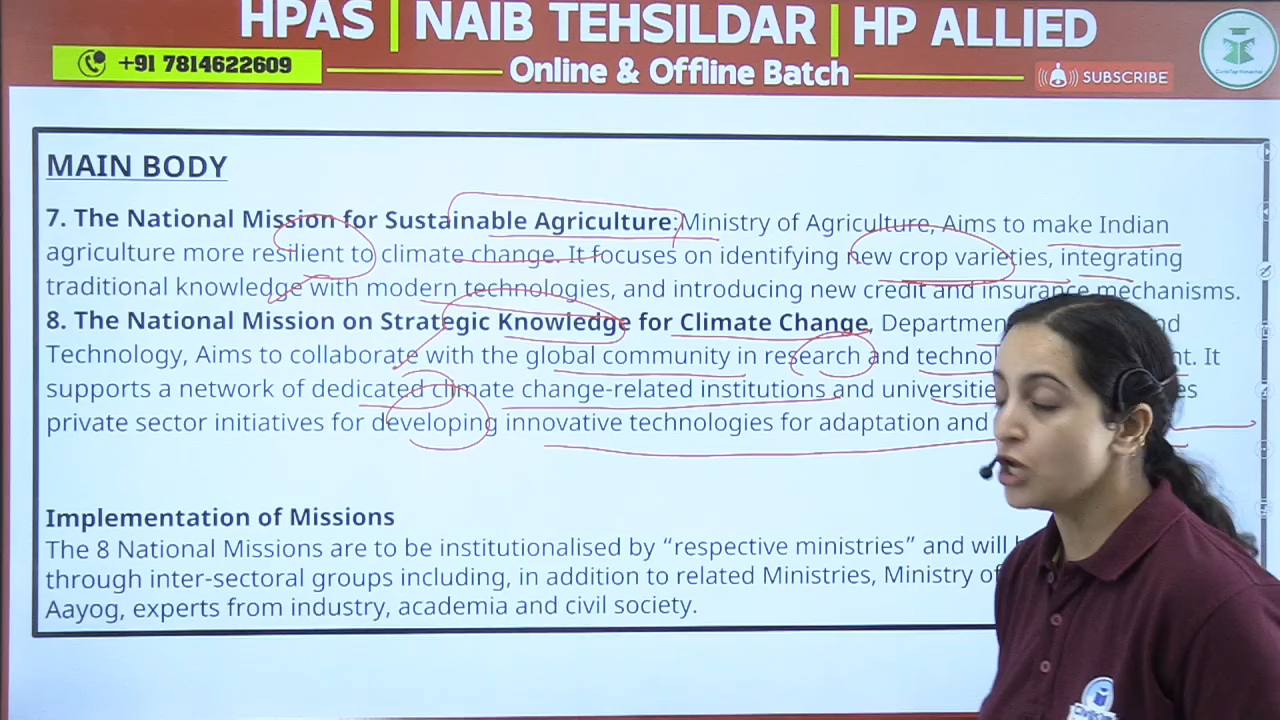 HPAS | NAIB TEHSILDAR | HP ALLIED
+91 7814622609
Online & Offline Batch
SUBSCRIBE
MAIN BODY
7. The National Mission for Sustainable Agriculture: Ministry of Agriculture, Aims to make Indian
agriculture more resilient to climate change. It focuses on identifying new crop varieties, integrating
traditional knowledge with modern technologies, and introducing new credit and insurance mechanisms.
8. The National Mission on Strategic Knowledge for Climate Change,
Technology, Aims to collaborate with the global community in research and It
supports a network of dedicated climate change-related institutions and
private sector initiatives for developing innovative technologies for adaptation and
Implementation of Missions
The 8 National Missions are to be institutionalised by “respective ministries” and will
through inter-sectoral groups including, in addition to related Ministries, Ministry of
Aayog, experts from industry, academia and civil society.